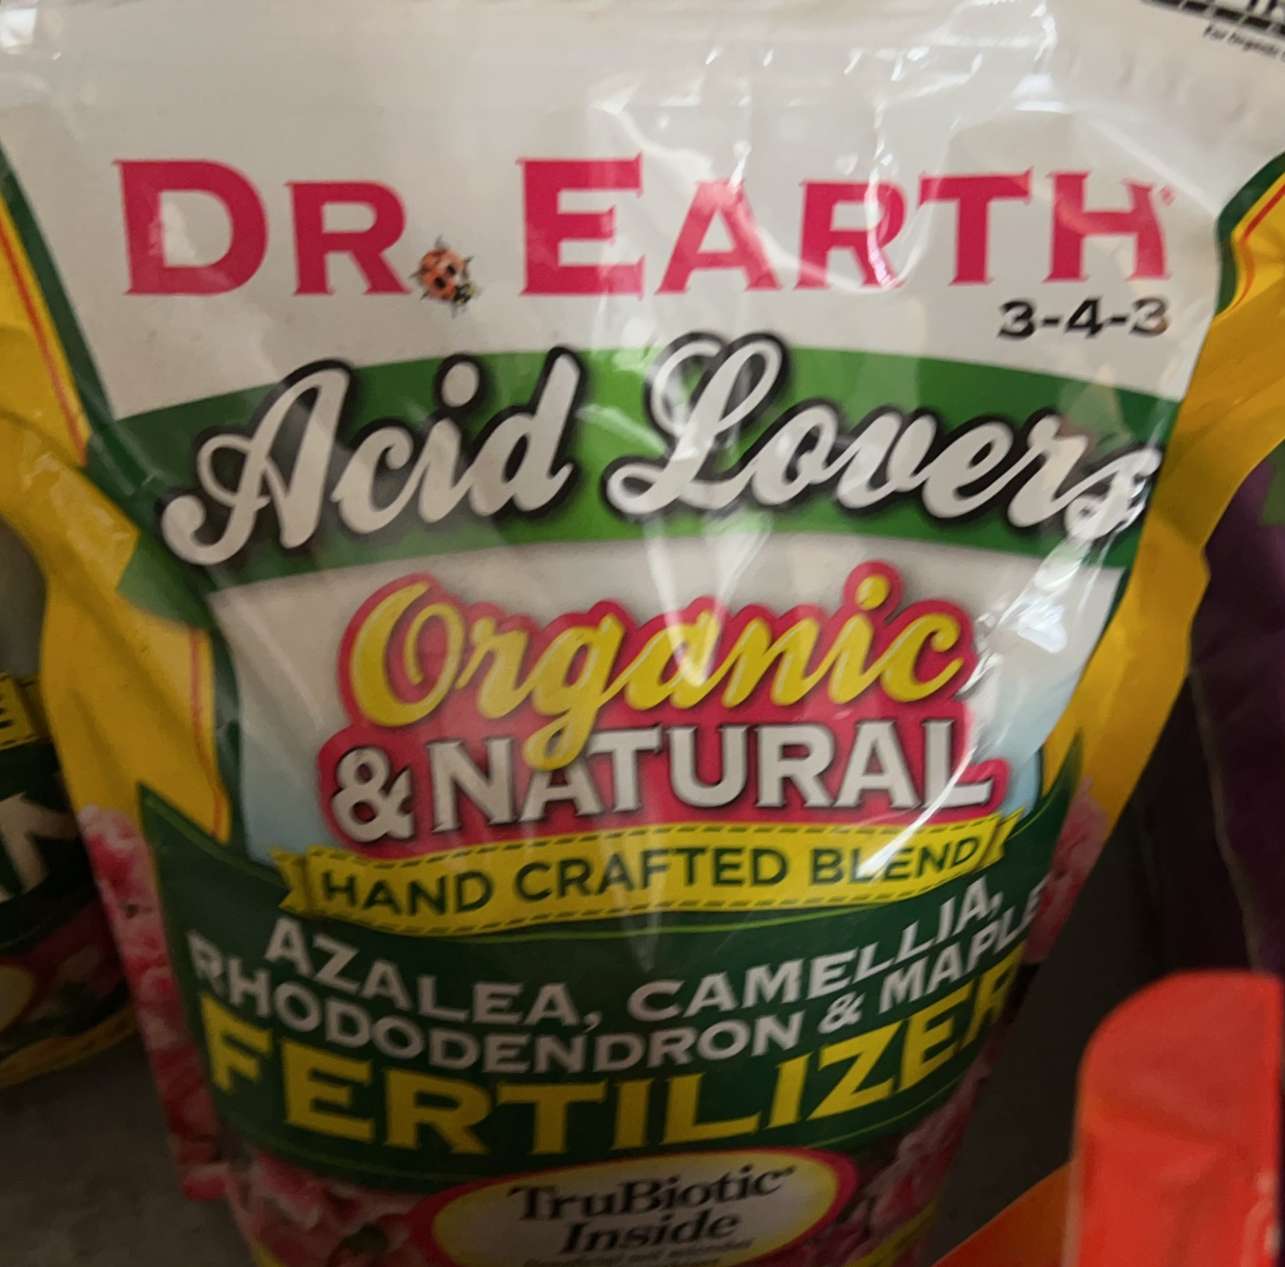 DR. EARTH®
3-4-3
Acid Lovers
Organic
& NATURAL
HAND CRAFTED BLEND
AZALEA, CAMELLIA,
RHODODENDRON & MAPLE
FERTILIZER
TruBiotic®
Inside